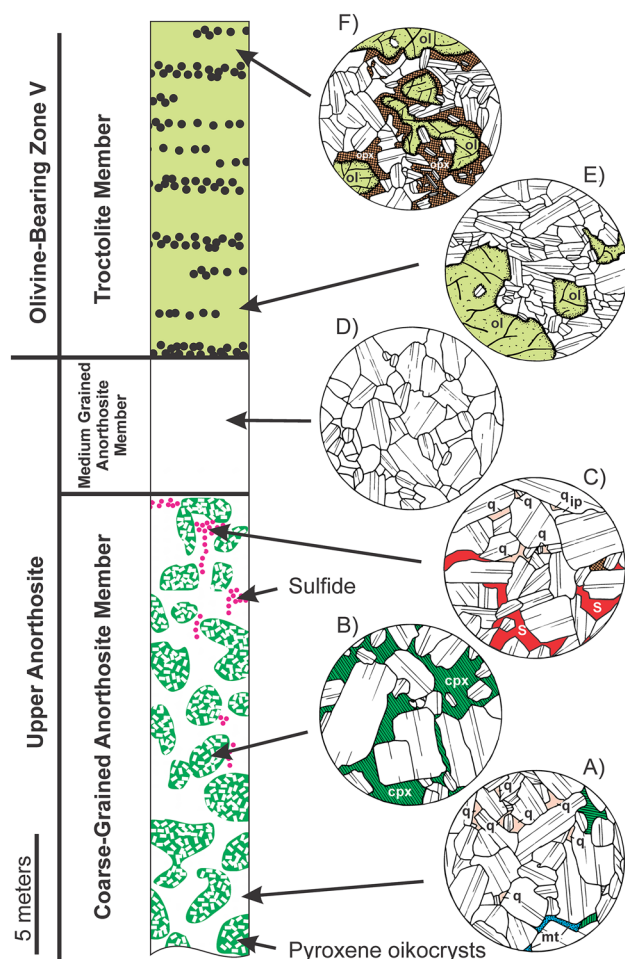 Olivine-Bearing Zone V
Troctolite Member
Upper Anorthosite
Medium Grained
Anorthosite
Member
Coarse-Grained Anorthosite Member
5 meters
Sulfide
Pyroxene oikocrysts
F)
ol
opx
opx
ol
ol
E)
ol
ol
D)
C)
q
q
q
ip
q
q
S
S
B)
cpx
cpx
A)
q
q
q
q
q
q
q
mt